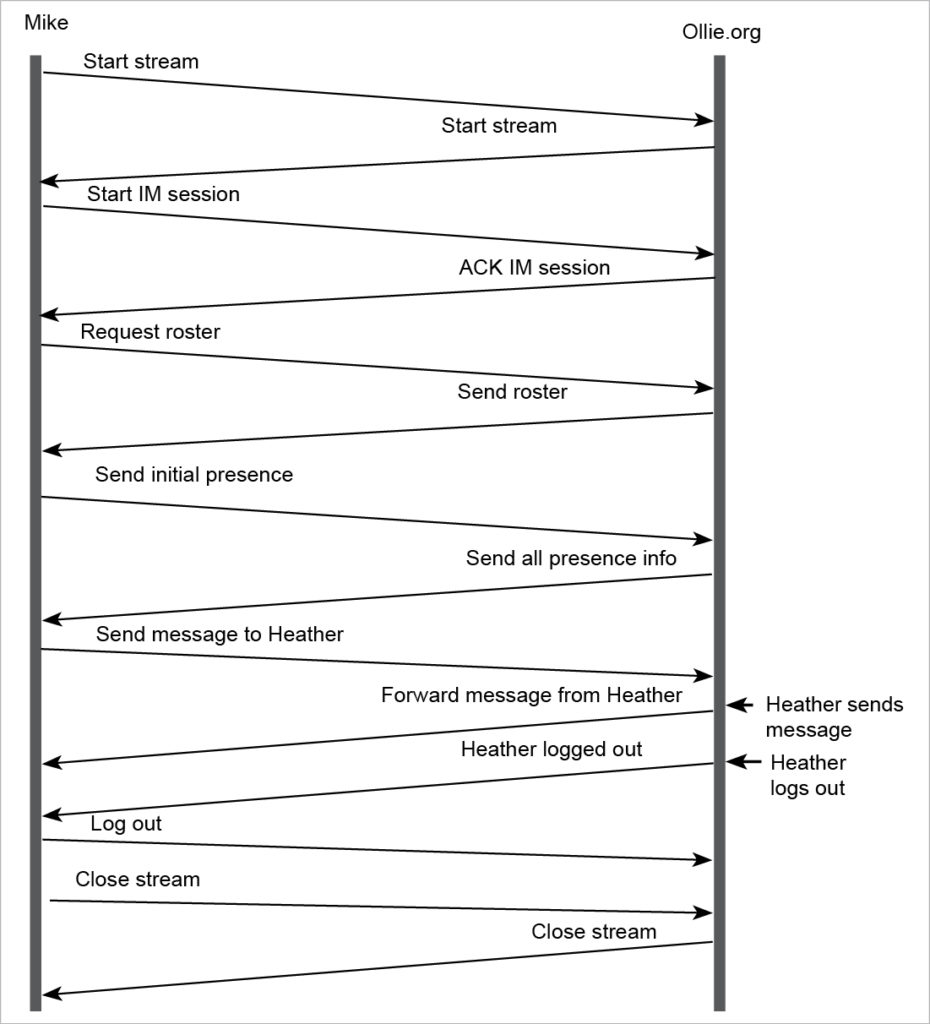 Mike
Ollie.org
Start stream
Start stream
Start IM session
ACK IM session
Request roster
Send roster
Send initial presence
Send all presence info
Send message to Heather
Forward message from Heather
Heather sends
message
Heather logged out
Heather
logs out
Log out
Close stream
Close stream